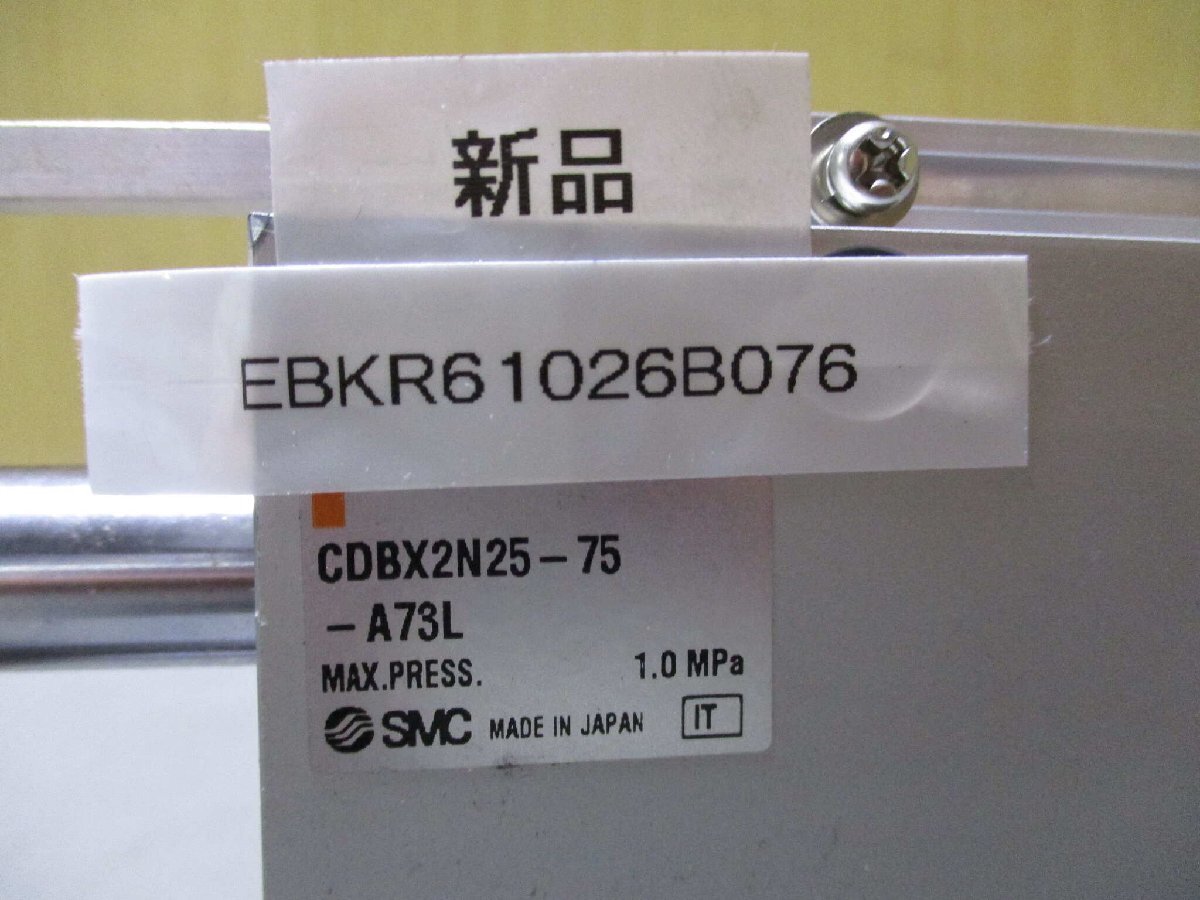 新品
EBKR61026B076
CDBX2N25-75
-A73L
MAX.PRESS. 1.0 MPa
SMC MADE IN JAPAN IT